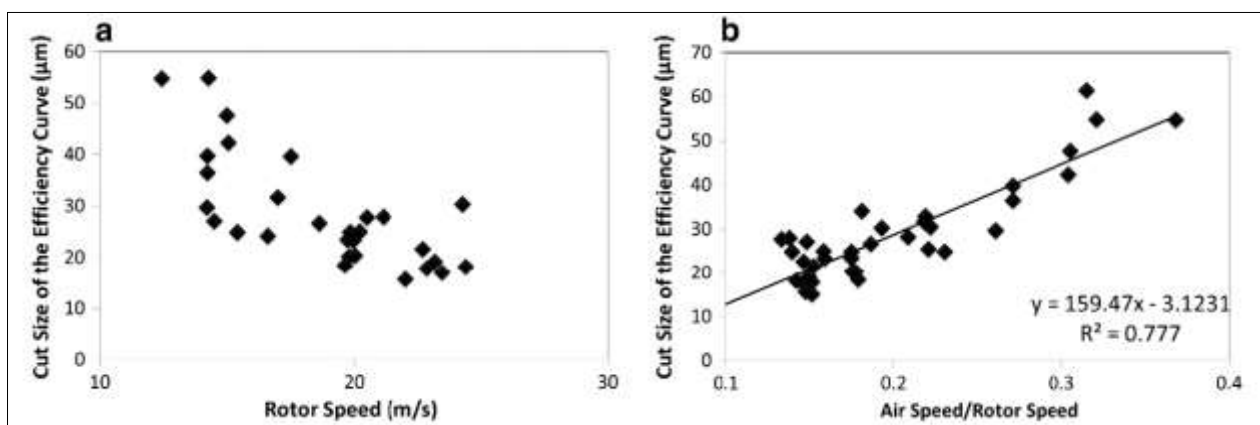 a
60
50
40
30
20
10
0
10
20
30
Cut Size of the Efficiency Curve (μm)
Rotor Speed (m/s)
b
70
60
50
40
30
20
10
0
0.1
0.2
0.3
0.4
Cut Size of the Efficiency Curve (μm)
Air Speed/Rotor Speed
y = 159.47x - 3.1231
R² = 0.777